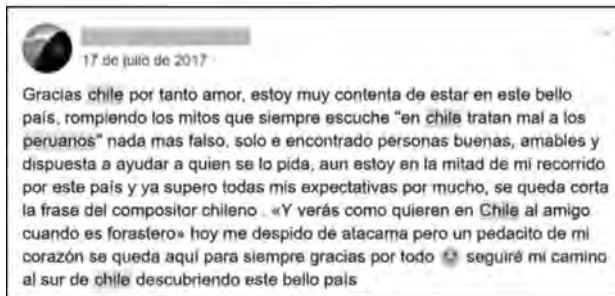 17 de julio de 2017
Gracias chile por tanto amor, estoy muy contenta de estar en este bello
país, rompiendo los mitos que siempre escuche "en chile tratan mal a los
peruanos" nada mas falso, solo e encontrado personas buenas, amables y
dispuesta a ayudar a quien se lo pida, aun estoy en la mitad de mi recorrido
por este país y ya supero todas mis expectativas por mucho, se queda corta
la frase del compositor chileno . «Y verás como quieren en Chile al amigo
cuando es forastero» hoy me despido de atacama pero un pedacito de mi
corazón se queda aquí para siempre gracias por todo seguiré mi camino
al sur de chile descubriendo este bello país